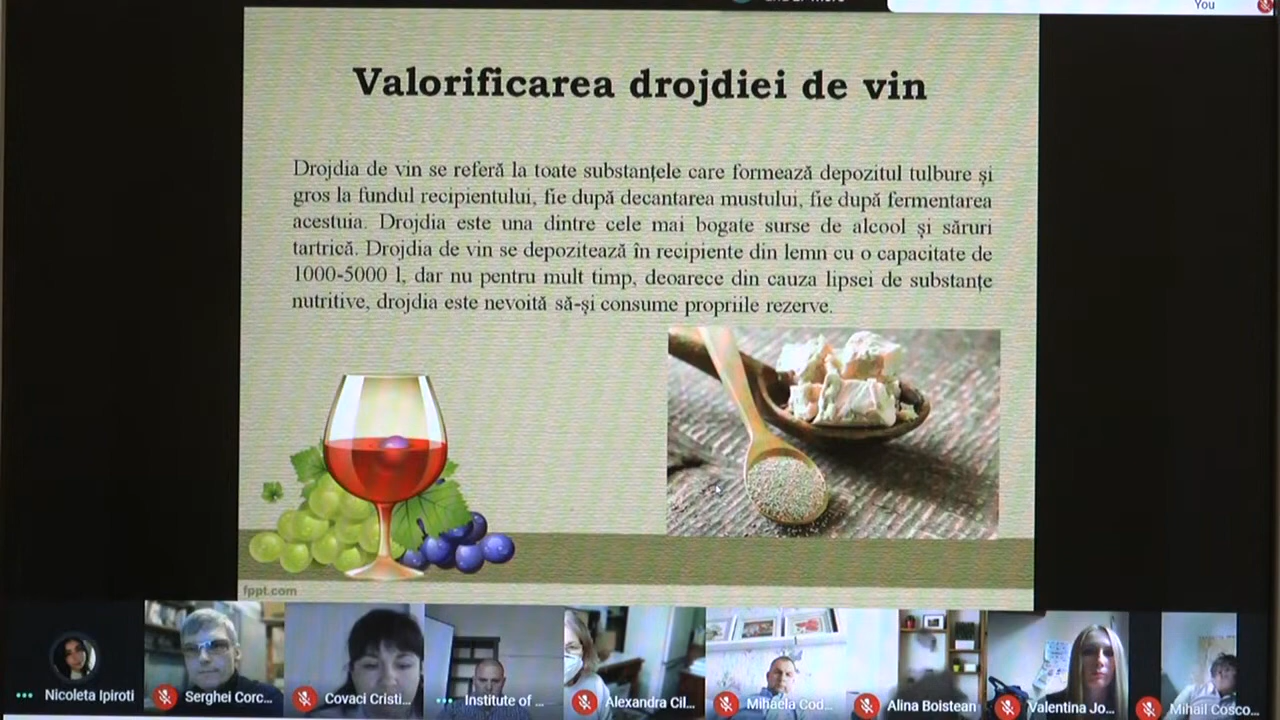 You
Valorificarea drojdiei de vin
Drojdia de vin se referă la toate substanțele care formează depozitul tulbure și
gros la fundul recipientului, fie după decantarea mustului, fie după fermentarea
acestuia. Drojdia este una dintre cele mai bogate surse de alcool și săruri
tartrică. Drojdia de vin se depozitează în recipiente din lemn cu o capacitate de
1000-5000 l, dar nu pentru mult timp, deoarece din cauza lipsei de substanțe
nutritive, drojdia este nevoită să-și consume propriile rezerve.
fppt.com
Nicoleta Ipiroti
Serghei Corc...
Covaci Cristi...
Institute of ...
Alexandra Cil...
Mihaela Cod...
Alina Boistean
Valentina Jo...
Mihail Cosco...